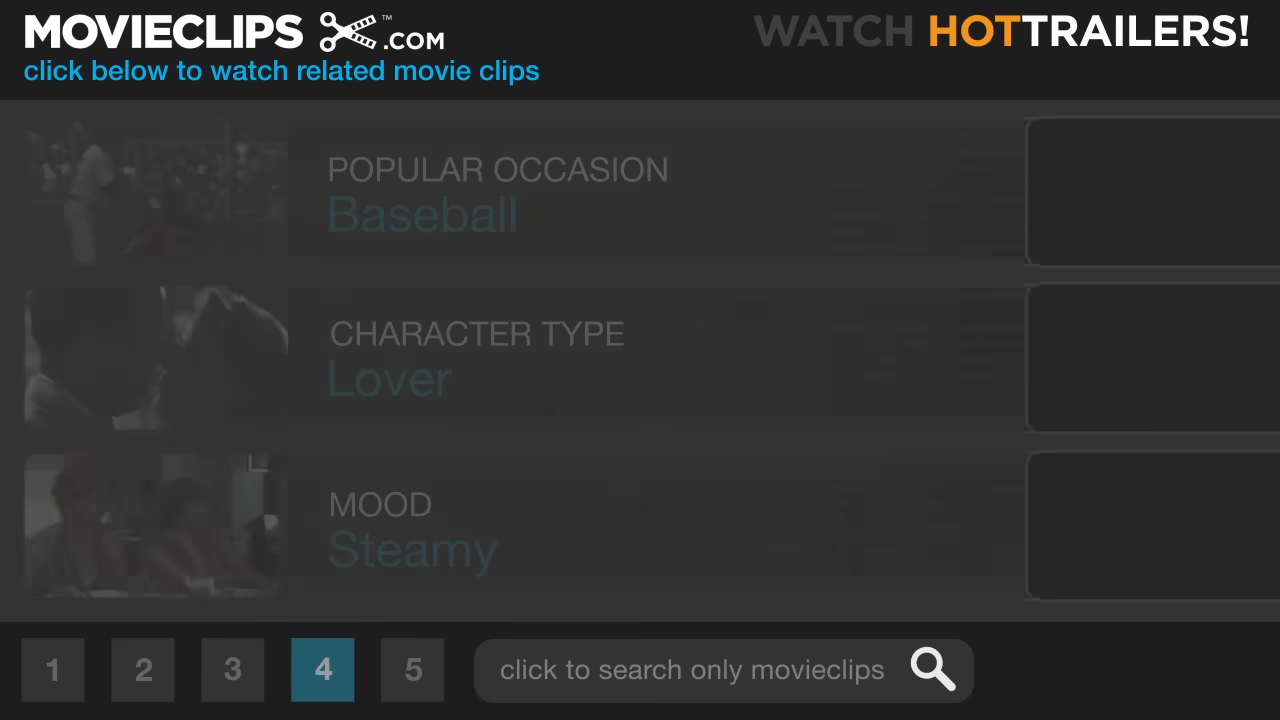 MOVIECLIPS ™ .COM
click below to watch related movie clips
WATCH HOTTRAILERS!
POPULAR OCCASION
Baseball
CHARACTER TYPE
Lover
MOOD
Steamy
1 2 3 4 5
click to search only movieclips